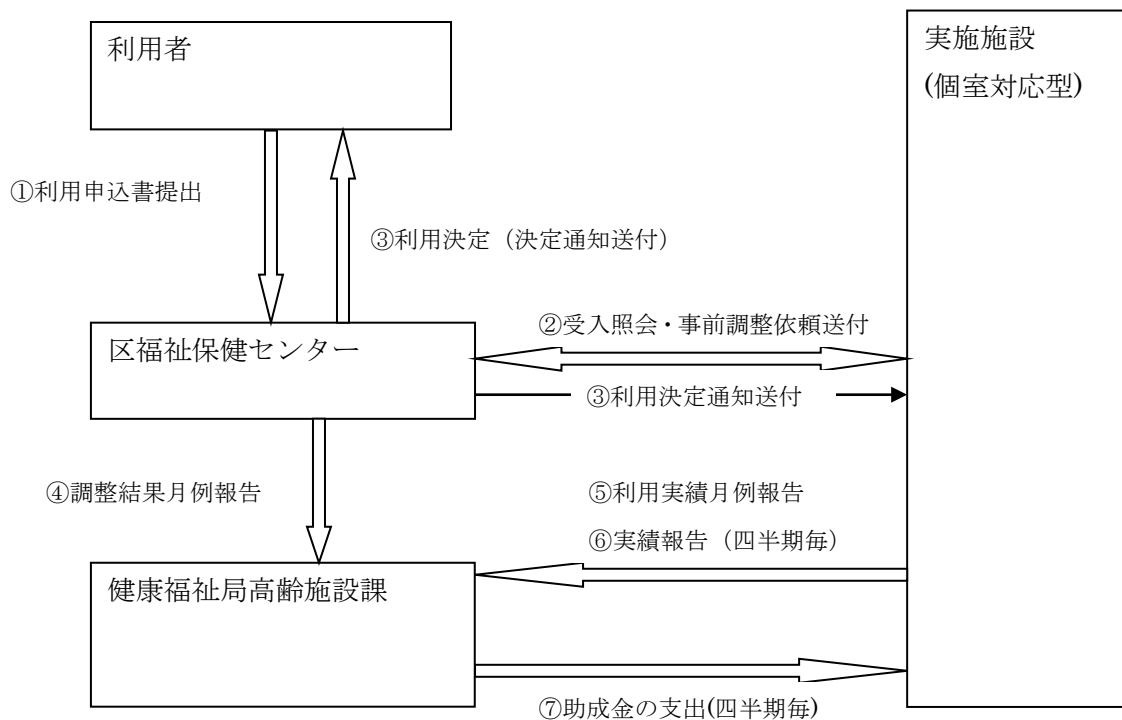 利用者
実施施設
(個室対応型)
①利用申込書提出
③利用決定（決定通知送付）
②受入照会・事前調整依頼送付
区福祉保健センター
③利用決定通知送付
④調整結果月例報告
⑤利用実績月例報告
⑥実績報告（四半期毎）
健康福祉局高齢施設課
⑦助成金の支出(四半期毎)